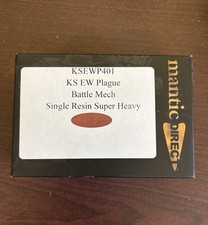 KSEWP401
KS EW Plague
Battle Mech
Single Resin Super Heavy
mantic
DIRECT